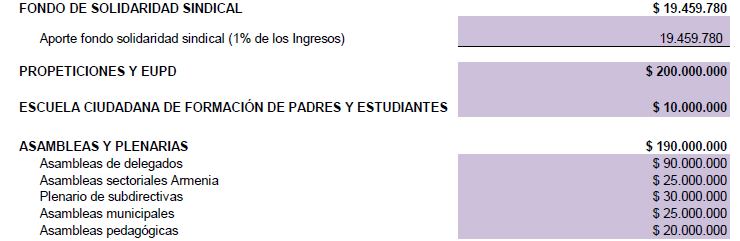 FONDO DE SOLIDARIDAD SINDICAL $ 19.459.780
Aporte fondo solidaridad sindical (1% de los Ingresos) 19.459.780
PROPETICIONES Y EUPD $ 200.000.000
ESCUELA CIUDADANA DE FORMACIÓN DE PADRES Y ESTUDIANTES $ 10.000.000
ASAMBLEAS Y PLENARIAS $ 190.000.000
Asambleas de delegados $ 90.000.000
Asambleas sectoriales Armenia $ 25.000.000
Plenario de subdirectivas $ 30.000.000
Asambleas municipales $ 25.000.000
Asambleas pedagógicas $ 20.000.000